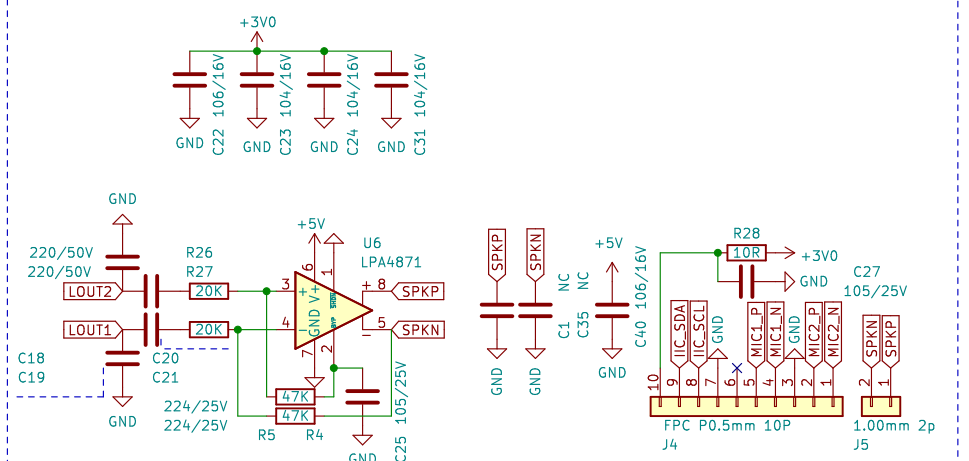 +3V0
C22 106/16V
C23 104/16V
C24 104/16V
C31 104/16V
GND
GND
GND
GND
GND
220/50V
220/50V
R26
R27
+5V
U6
LPA4871
LOUT2
LOUT1
20K
20K
3
4
+
−
6
V+
1
SHDN
GND
BYP
7
2
+ 8
5
−
SPKP
SPKN
C18
C19
C20
C21
GND
224/25V
224/25V
47K
47K
R5
R4
C25 105/25V
GND
SPKP
SPKN
C1 NC
C35 NC
GND
GND
+5V
C40 106/16V
GND
R28
10R
+3V0
GND
C27
105/25V
IIC_SDA
IIC_SCL
GND
MIC1_P
MIC1_N
GND
MIC2_P
MIC2_N
10
9
8
7
6
5
4
3
2
1
FPC P0.5mm 10P
J4
SPKN
SPKP
2
1
1.00mm 2p
J5